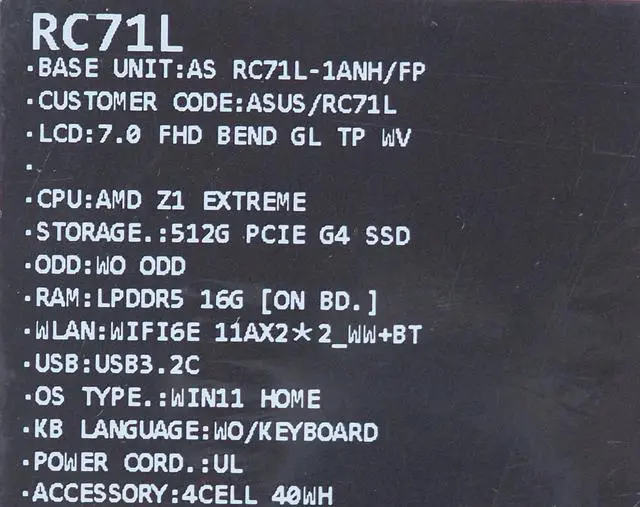 RC71L
·BASE UNIT:AS RC71L-1ANH/FP
·CUSTOMER CODE:ASUS/RC71L
·LCD:7.0 FHD BEND GL TP WV
·
·CPU:AMD Z1 EXTREME
·STORAGE.:512G PCIE G4 SSD
·ODD:WO ODD
·RAM:LPDDR5 16G [ON BD.]
·WLAN:WIFI6E 11AX2*2_WW+BT
·USB:USB3.2C
·OS TYPE.:WIN11 HOME
·KB LANGUAGE:WO/KEYBOARD
·POWER CORD.:UL
·ACCESSORY:4CELL 40WH